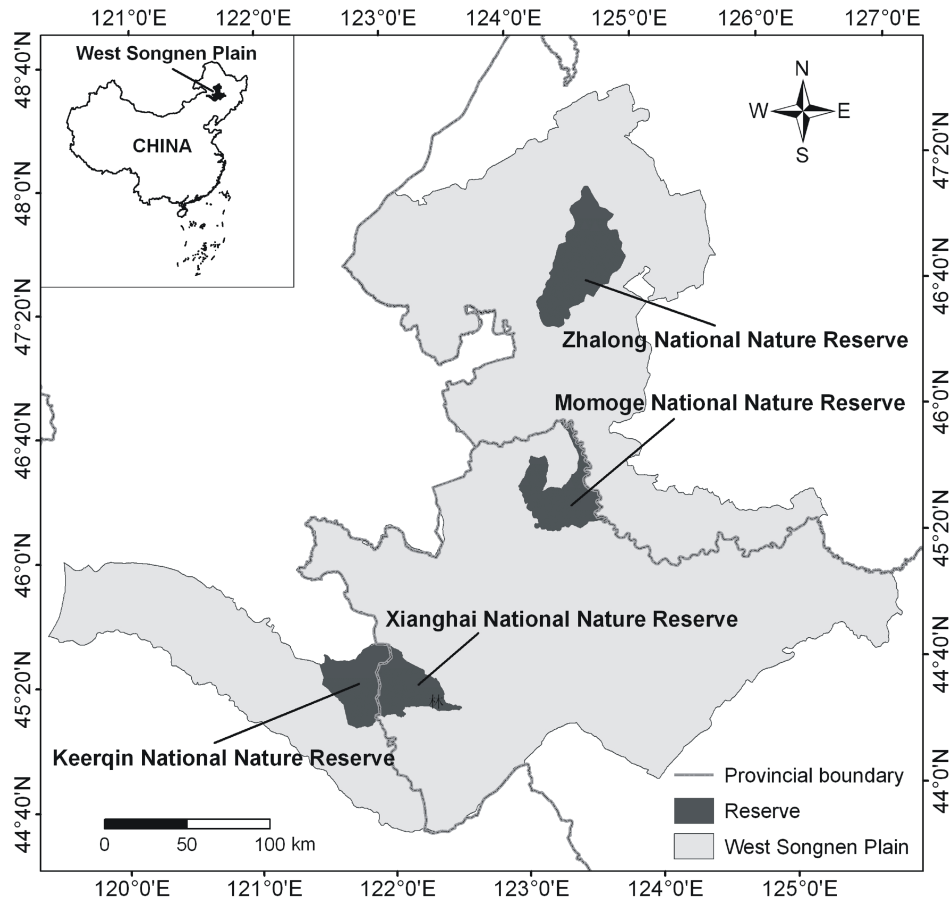 121°0'E 122°0'E 123°0'E 124°0'E 125°0'E 126°0'E 127°0'E
48°40'N
48°0'N
47°20'N
46°40'N
46°0'N
45°20'N
44°40'N
West Songnen Plain
CHINA
N
W E
S
47°20'N
46°40'N
46°0'N
45°20'N
44°40'N
44°0'N
Zhalong National Nature Reserve
Momoge National Nature Reserve
Xianghai National Nature Reserve
Keerqin National Nature Reserve
Provincial boundary
Reserve
West Songnen Plain
0 50 100 km
120°0'E 121°0'E 122°0'E 123°0'E 124°0'E 125°0'E